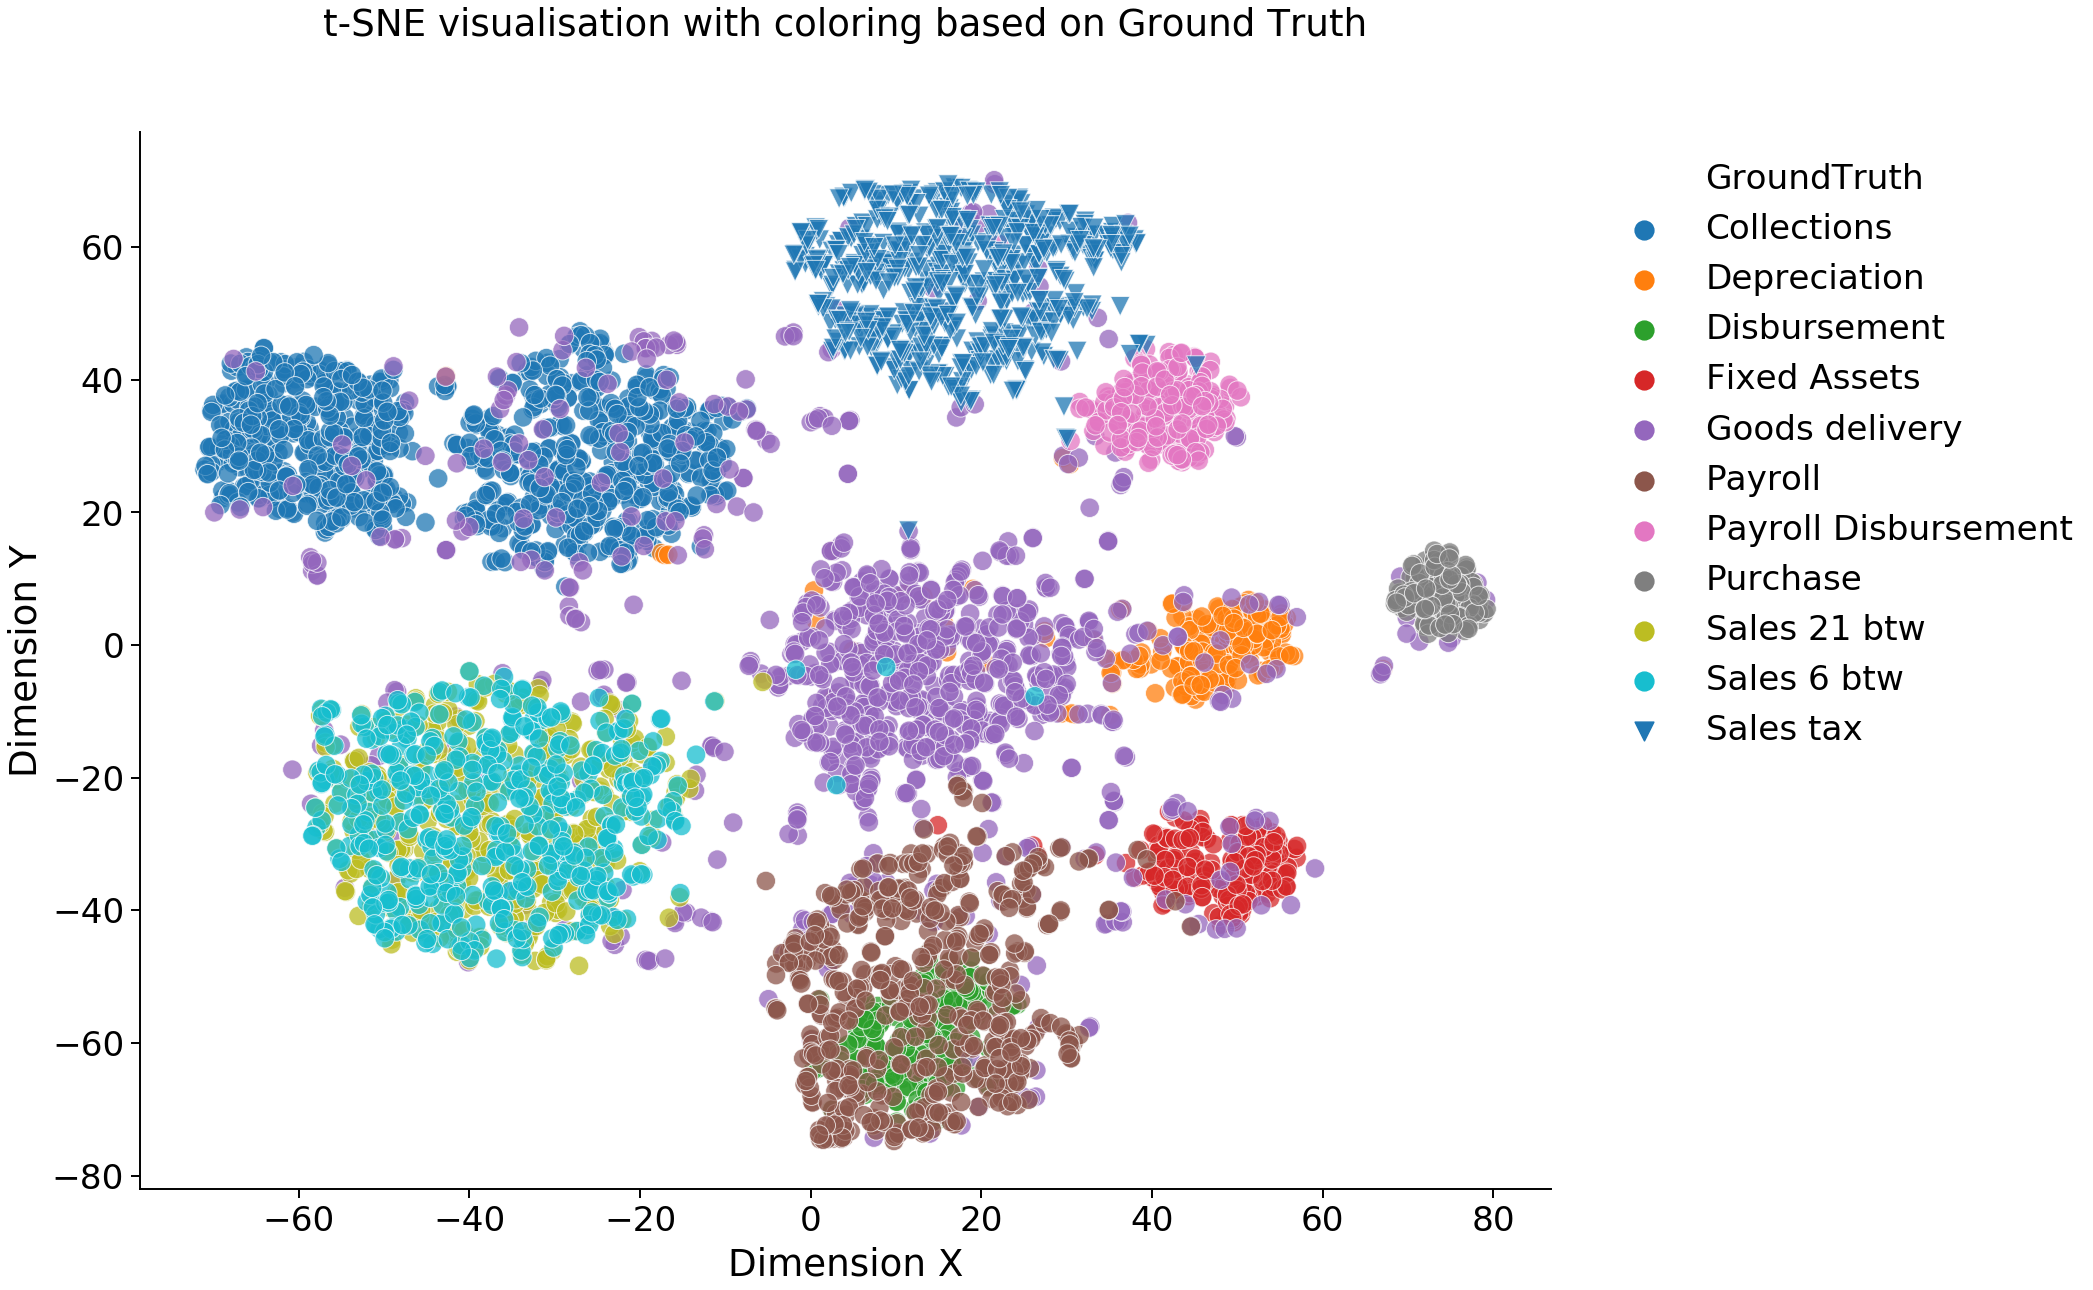 t-SNE visualisation with coloring based on Ground Truth
GroundTruth
Collections
Depreciation
Disbursement
Fixed Assets
Goods delivery
Payroll
Payroll Disbursement
Purchase
Sales 21 btw
Sales 6 btw
Sales tax
Dimension Y
60
40
20
0
−20
−40
−60
−80
−60 −40 −20 0 20 40 60 80
Dimension X